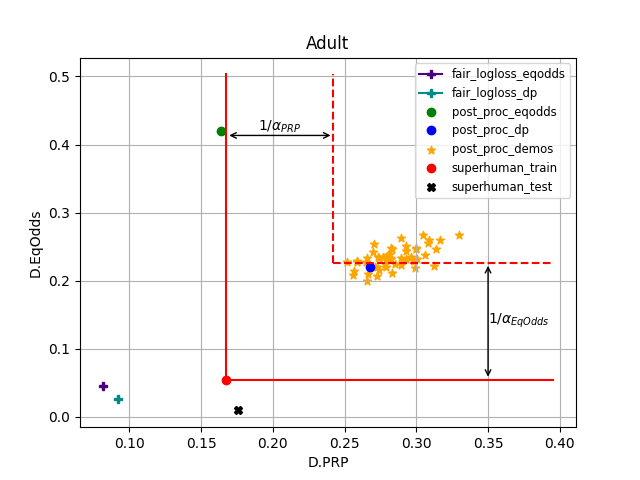 Adult
fair_logloss_eqodds
fair_logloss_dp
post_proc_eqodds
post_proc_dp
post_proc_demos
superhuman_train
superhuman_test
1/α_PRP
1/α_EqOdds
D.EqOdds
0.5
0.4
0.3
0.2
0.1
0.0
0.10 0.15 0.20 0.25 0.30 0.35 0.40
D.PRP